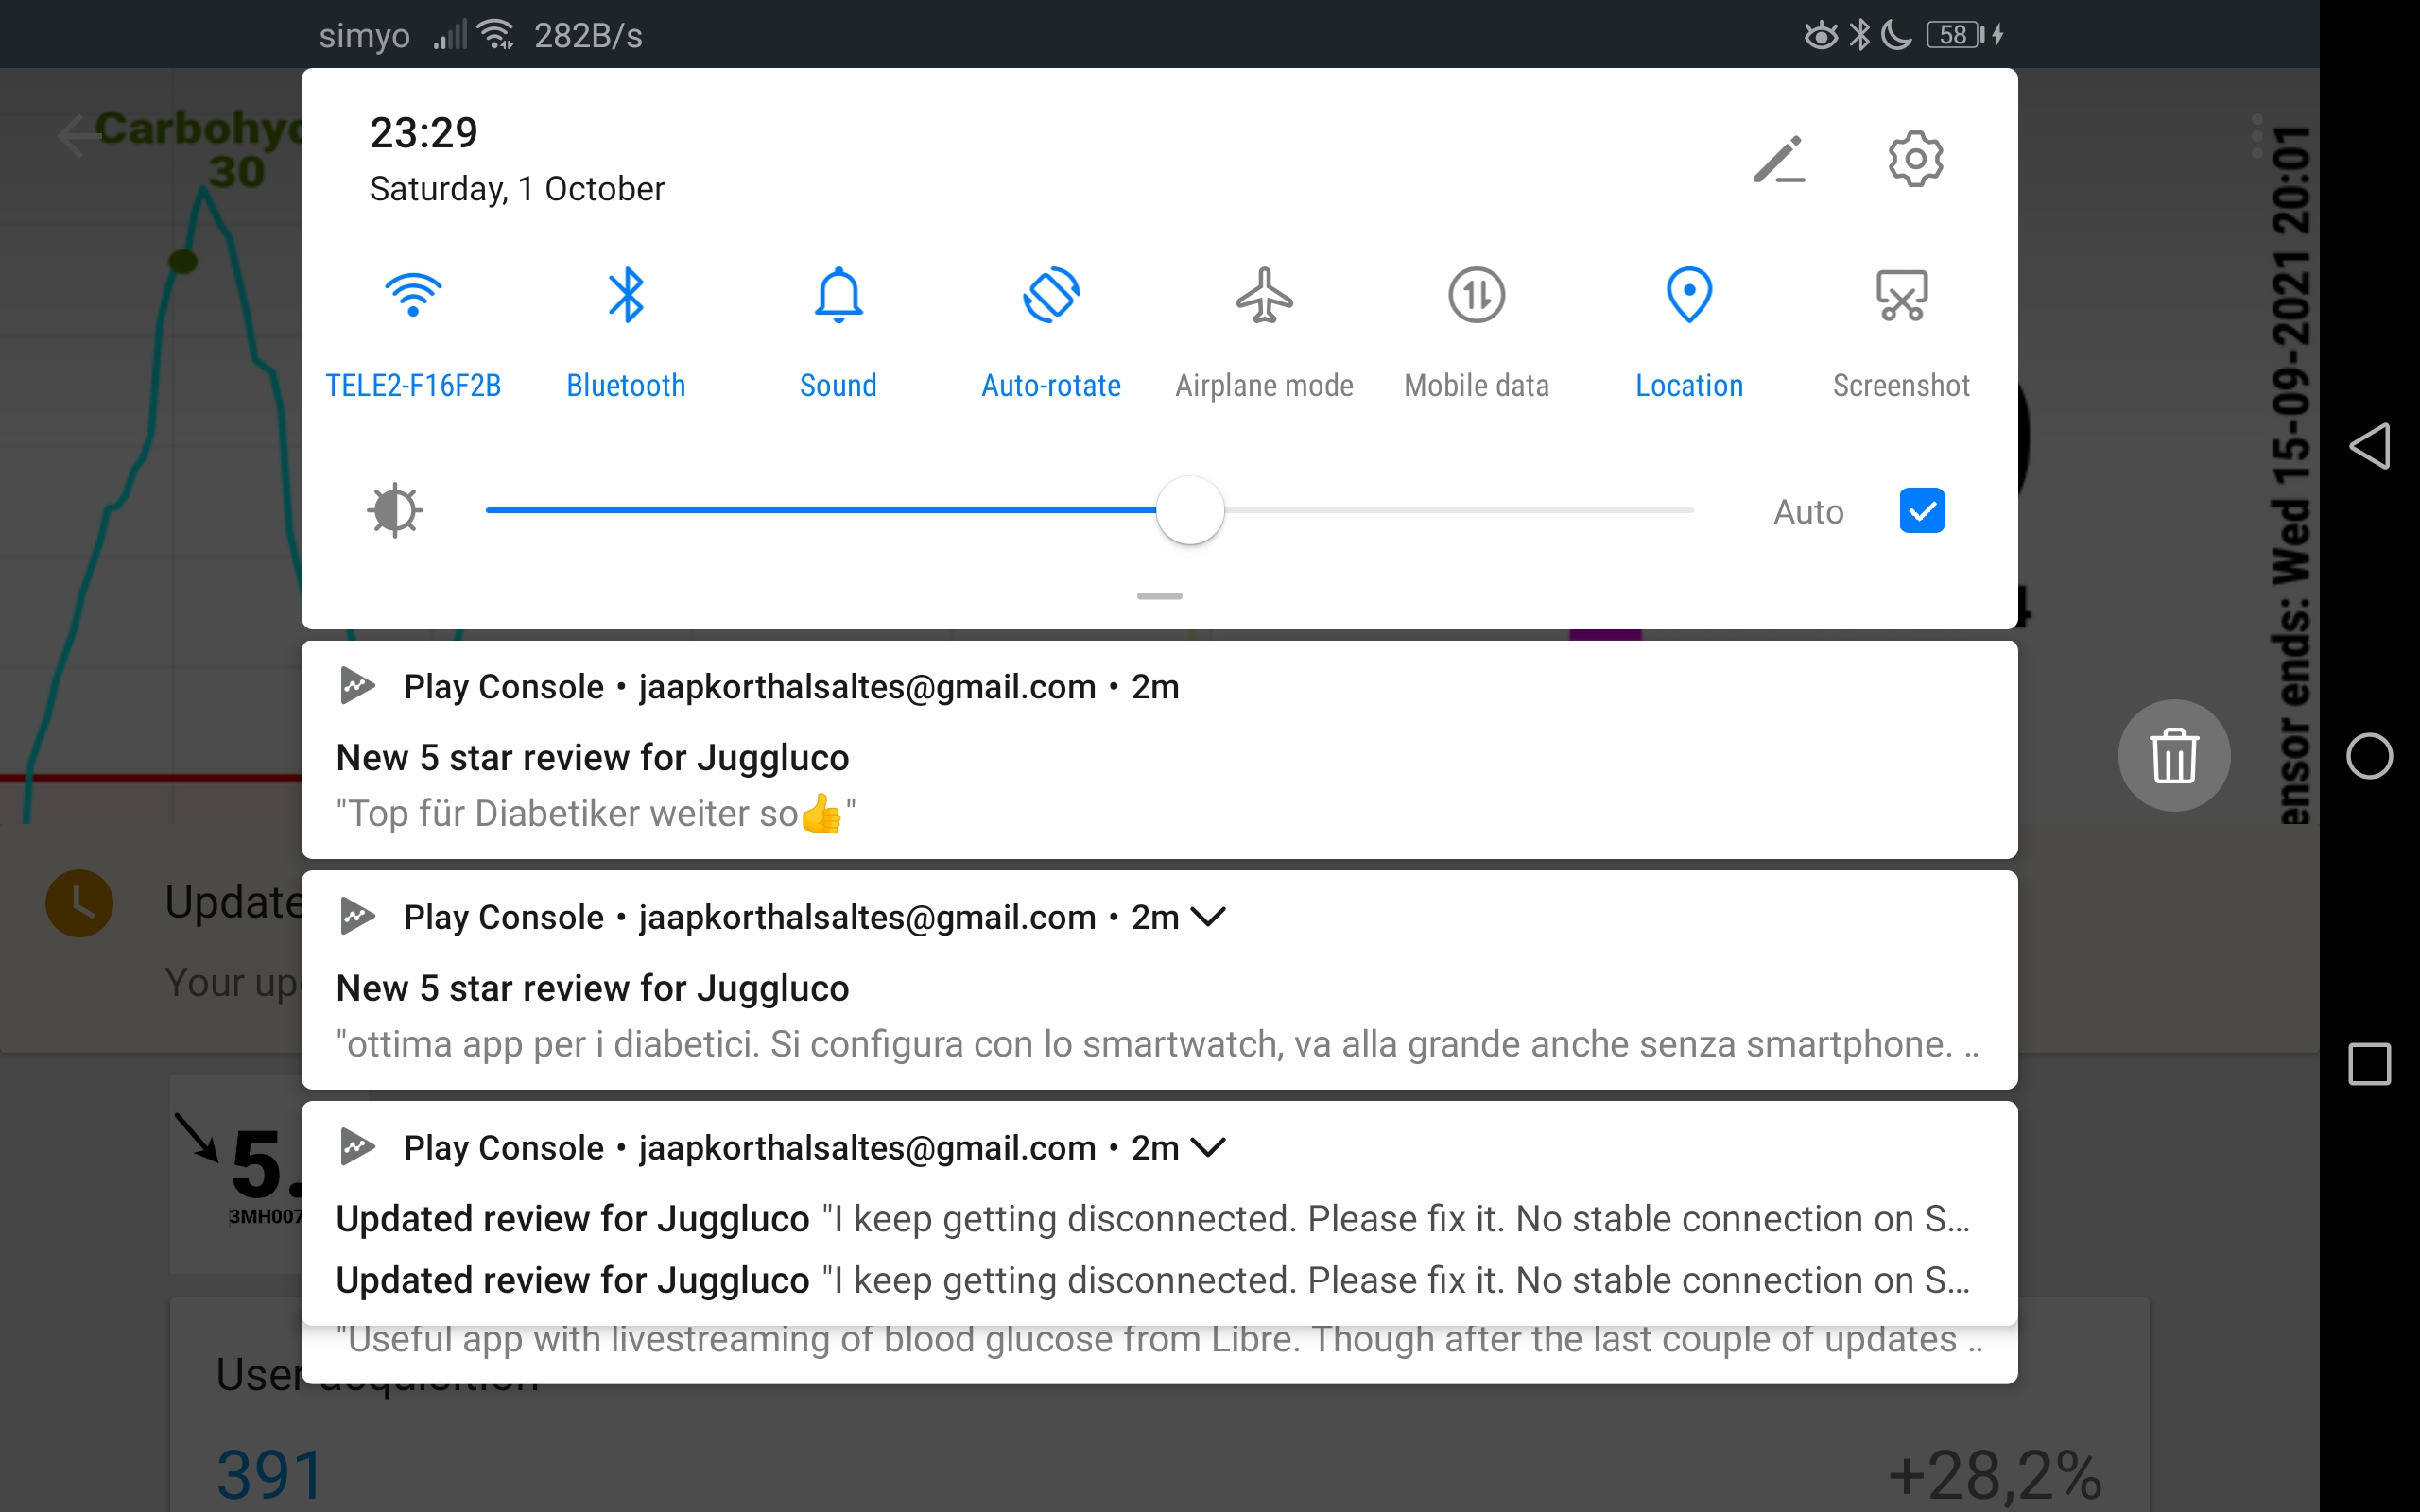 simyo 282B/s 58
23:29
Saturday, 1 October
TELE2-F16F2B Bluetooth Sound Auto-rotate Airplane mode Mobile data Location Screenshot
Auto
Play Console • jaapkorthalsaltes@gmail.com • 2m
New 5 star review for Juggluco
"Top für Diabetiker weiter so👍"
Play Console • jaapkorthalsaltes@gmail.com • 2m
New 5 star review for Juggluco
"ottima app per i diabetici. Si configura con lo smartwatch, va alla grande anche senza smartphone. ..
Play Console • jaapkorthalsaltes@gmail.com • 2m
Updated review for Juggluco "I keep getting disconnected. Please fix it. No stable connection on S...
Updated review for Juggluco "I keep getting disconnected. Please fix it. No stable connection on S...
"Useful app with livestreaming of blood glucose from Libre. Though after the last couple of updates ..
Carbohyd
30
ensor ends: Wed 15-09-2021 20:01
Update
Your up
5.
3MH007
User acquisition
391
+28,2%